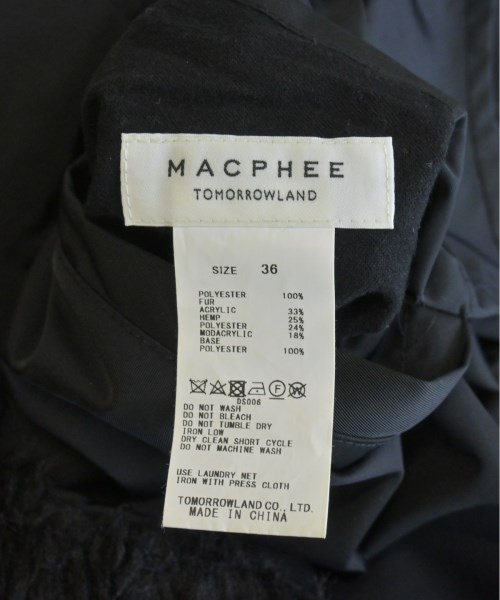 MACPHEE
TOMORROWLAND
SIZE 36
POLYESTER 100%
FUR
ACRYLIC 33%
HEMP 25%
POLYESTER 24%
MODACRYLIC 18%
BASE
POLYESTER 100%
DS006
DO NOT WASH
DO NOT BLEACH
DO NOT TUMBLE DRY
IRON LOW
DRY CLEAN SHORT CYCLE
DO NOT MACHINE WASH
USE LAUNDRY NET
IRON WITH PRESS CLOTH
TOMORROWLAND CO., LTD.
MADE IN CHINA